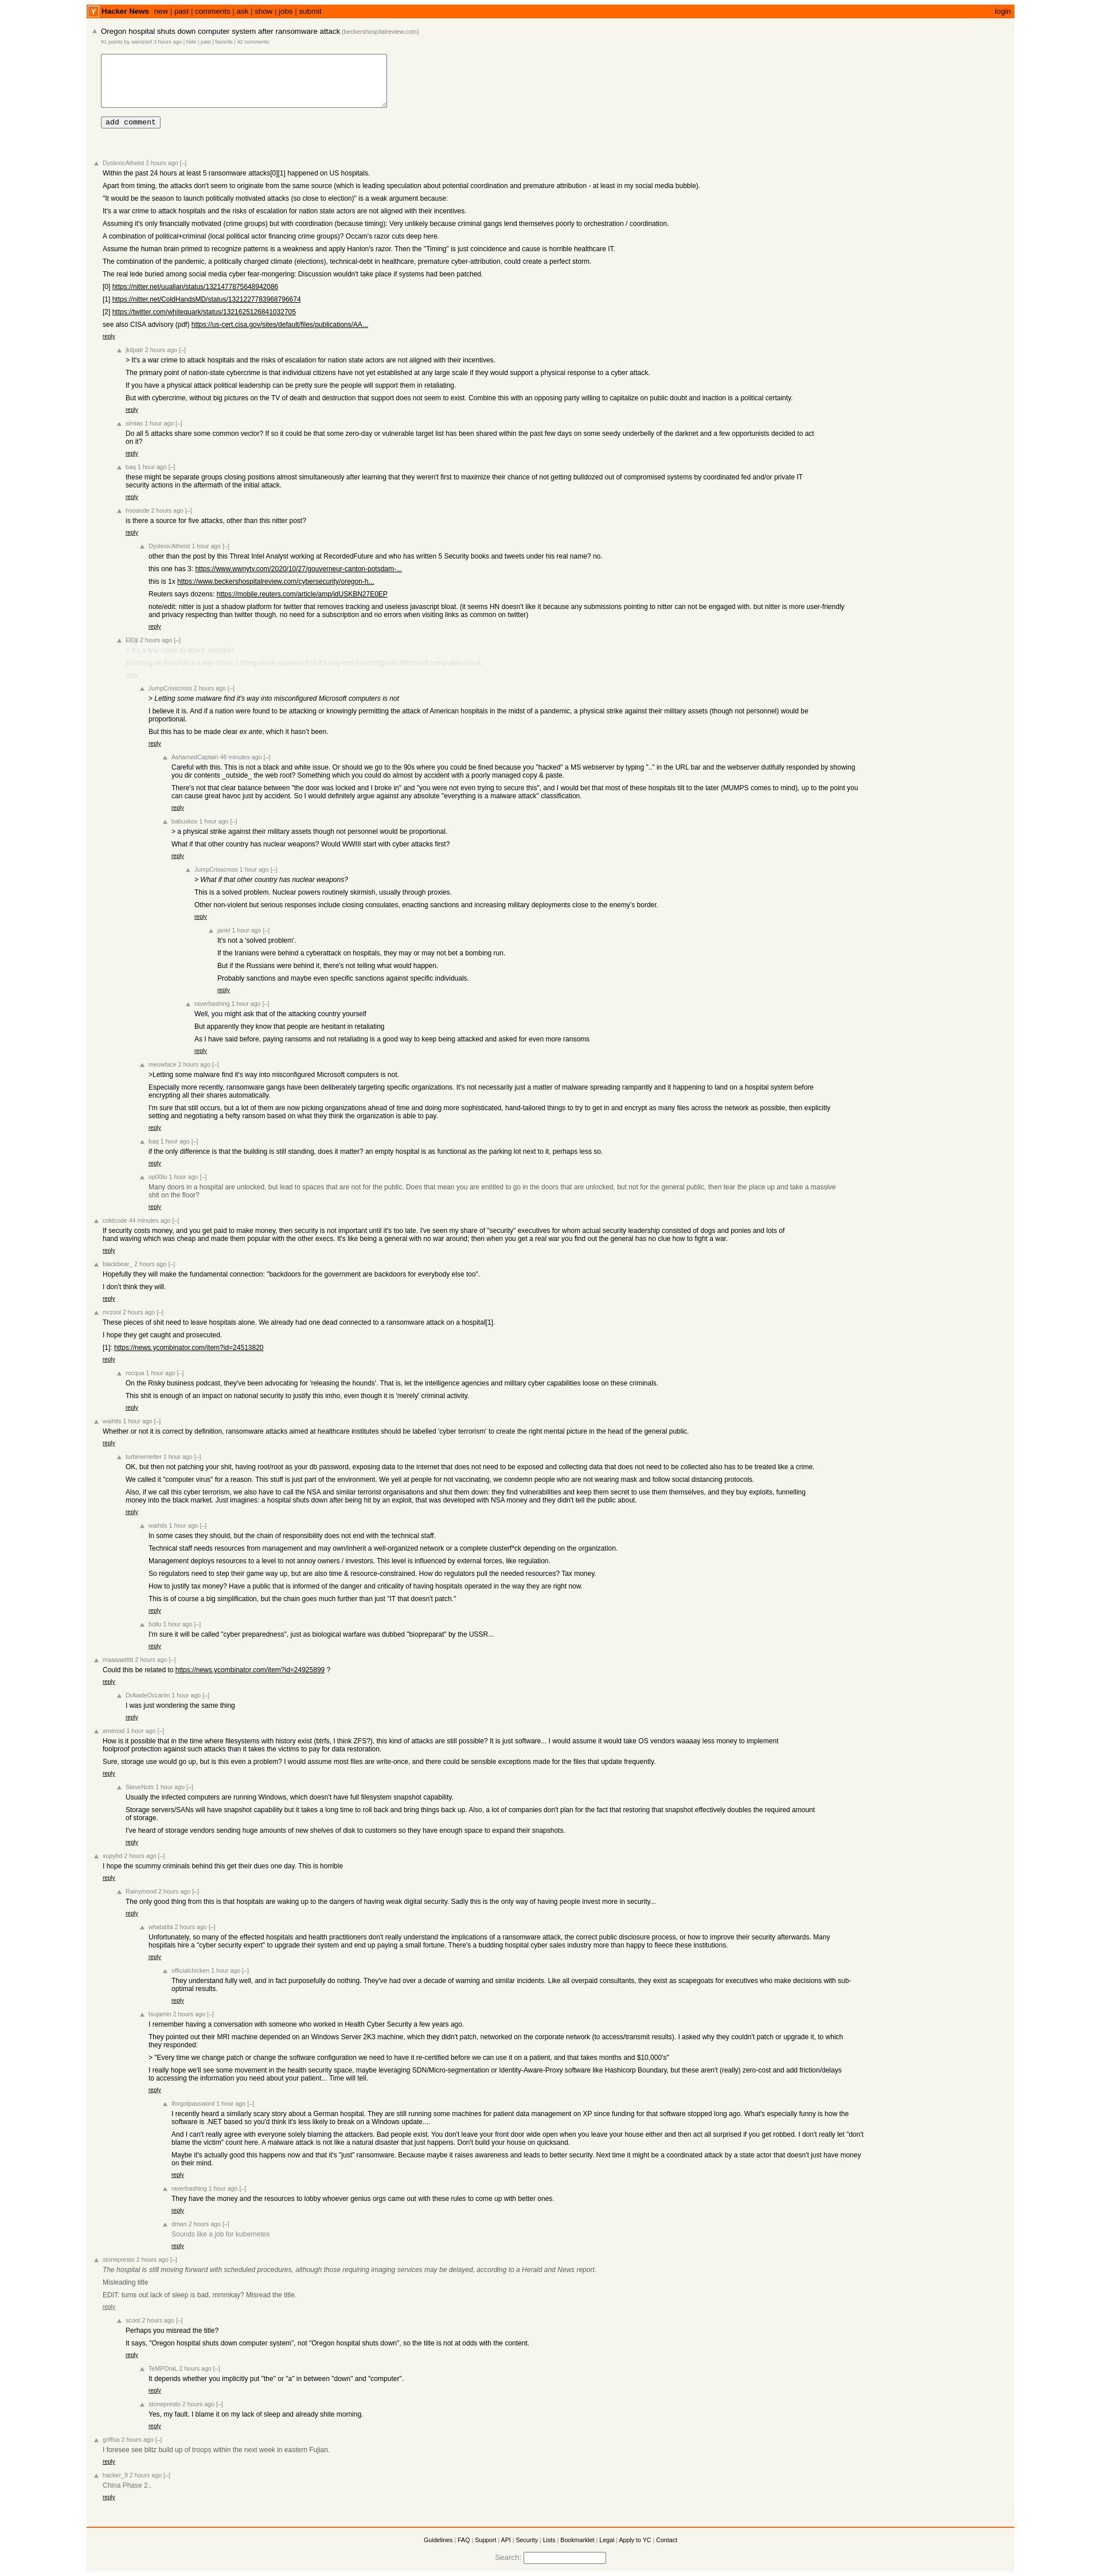 Y Hacker News new | past | comments | ask | show | jobs | submit login
Oregon hospital shuts down computer system after ransomware attack (beckershospitalreview.com)
91 points by weinzierl 3 hours ago | hide | past | favorite | 42 comments
add comment
DyslexicAtheist 2 hours ago [–]
Within the past 24 hours at least 5 ransomware attacks[0][1] happened on US hospitals.
Apart from timing, the attacks don't seem to originate from the same source (which is leading speculation about potential coordination and premature attribution - at least in my social media bubble).
"It would be the season to launch politically motivated attacks (so close to election)" is a weak argument because:
It's a war crime to attack hospitals and the risks of escalation for nation state actors are not aligned with their incentives.
Assuming it's only financially motivated (crime groups) but with coordination (because timing): Very unlikely because criminal gangs lend themselves poorly to orchestration / coordination.
A combination of political+criminal (local political actor financing crime groups)? Occam's razor cuts deep here.
Assume the human brain primed to recognize patterns is a weakness and apply Hanlon's razor. Then the "Timing" is just coincidence and cause is horrible healthcare IT.
The combination of the pandemic, a politically charged climate (elections), technical-debt in healthcare, premature cyber-attribution, could create a perfect storm.
The real lede buried among social media cyber fear-mongering: Discussion wouldn't take place if systems had been patched.
[0] https://nitter.net/uuallan/status/1321477875648942086
[1] https://nitter.net/ColdHandsMD/status/1321227783968796674
[2] https://twitter.com/whitequark/status/1321625126841032705
see also CISA advisory (pdf) https://us-cert.cisa.gov/sites/default/files/publications/AA...
reply
jkilpatr 2 hours ago [–]
> It's a war crime to attack hospitals and the risks of escalation for nation state actors are not aligned with their incentives.
The primary point of nation-state cybercrime is that individual citizens have not yet established at any large scale if they would support a physical response to a cyber attack.
If you have a physical attack political leadership can be pretty sure the people will support them in retaliating.
But with cybercrime, without big pictures on the TV of death and destruction that support does not seem to exist. Combine this with an opposing party willing to capitalize on public doubt and inaction is a political certainty.
reply
simias 1 hour ago [–]
Do all 5 attacks share some common vector? If so it could be that some zero-day or vulnerable target list has been shared within the past few days on some seedy underbelly of the darknet and a few opportunists decided to act
on it?
reply
baq 1 hour ago [–]
these might be separate groups closing positions almost simultaneously after learning that they weren't first to maximize their chance of not getting bulldozed out of compromised systems by coordinated fed and/or private IT
security actions in the aftermath of the initial attack.
reply
hooande 2 hours ago [–]
is there a source for five attacks, other than this nitter post?
reply
DyslexicAtheist 1 hour ago [–]
other than the post by this Threat Intel Analyst working at RecordedFuture and who has written 5 Security books and tweets under his real name? no.
this one has 3: https://www.wwnytv.com/2020/10/27/gouverneur-canton-potsdam-...
this is 1x https://www.beckershospitalreview.com/cybersecurity/oregon-h...
Reuters says dozens: https://mobile.reuters.com/article/amp/idUSKBN27E0EP
note/edit: nitter is just a shadow platform for twitter that removes tracking and useless javascript bloat. (it seems HN doesn't like it because any submissions pointing to nitter can not be engaged with. but nitter is more user-friendly
and privacy respecting than twitter though. no need for a subscription and no errors when visiting links as common on twitter)
reply
ElDji 2 hours ago [–]
> It's a war crime to attack hospitals
Bombing an hospital is a war crime. Letting some malware find it's way into misconfigured Microsoft computers is not.
reply
JumpCrisscross 2 hours ago [–]
> Letting some malware find it's way into misconfigured Microsoft computers is not
I believe it is. And if a nation were found to be attacking or knowingly permitting the attack of American hospitals in the midst of a pandemic, a physical strike against their military assets (though not personnel) would be
proportional.
But this has to be made clear ex ante, which it hasn't been.
reply
AshamedCaptain 46 minutes ago [–]
Careful with this. This is not a black and white issue. Or should we go to the 90s where you could be fined because you "hacked" a MS webserver by typing ".." in the URL bar and the webserver dutifully responded by showing
you dir contents _outside_ the web root? Something which you could do almost by accident with a poorly managed copy & paste.
There's not that clear balance between "the door was locked and I broke in" and "you were not even trying to secure this", and I would bet that most of these hospitals tilt to the later (MUMPS comes to mind), up to the point you
can cause great havoc just by accident. So I would definitely argue against any absolute "everything is a malware attack" classification.
reply
babuskov 1 hour ago [–]
> a physical strike against their military assets though not personnel would be proportional.
What if that other country has nuclear weapons? Would WWIII start with cyber attacks first?
reply
JumpCrisscross 1 hour ago [–]
> What if that other country has nuclear weapons?
This is a solved problem. Nuclear powers routinely skirmish, usually through proxies.
Other non-violent but serious responses include closing consulates, enacting sanctions and increasing military deployments close to the enemy's border.
reply
jariel 1 hour ago [–]
It's not a 'solved problem'.
If the Iranians were behind a cyberattack on hospitals, they may or may not bet a bombing run.
But if the Russians were behind it, there's not telling what would happen.
Probably sanctions and maybe even specific sanctions against specific individuals.
reply
raverbashing 1 hour ago [–]
Well, you might ask that of the attacking country yourself
But apparently they know that people are hesitant in retaliating
As I have said before, paying ransoms and not retaliating is a good way to keep being attacked and asked for even more ransoms
reply
meowface 2 hours ago [–]
>Letting some malware find it's way into misconfigured Microsoft computers is not.
Especially more recently, ransomware gangs have been deliberately targeting specific organizations. It's not necessarily just a matter of malware spreading rampantly and it happening to land on a hospital system before
encrypting all their shares automatically.
I'm sure that still occurs, but a lot of them are now picking organizations ahead of time and doing more sophisticated, hand-tailored things to try to get in and encrypt as many files across the network as possible, then explicitly
setting and negotiating a hefty ransom based on what they think the organization is able to pay.
reply
baq 1 hour ago [–]
if the only difference is that the building is still standing, does it matter? an empty hospital is as functional as the parking lot next to it, perhaps less so.
reply
op00to 1 hour ago [–]
Many doors in a hospital are unlocked, but lead to spaces that are not for the public. Does that mean you are entitled to go in the doors that are unlocked, but not for the general public, then tear the place up and take a massive
shit on the floor?
reply
coldcode 44 minutes ago [–]
If security costs money, and you get paid to make money, then security is not important until it's too late. I've seen my share of "security" executives for whom actual security leadership consisted of dogs and ponies and lots of
hand waving which was cheap and made them popular with the other execs. It's like being a general with no war around; then when you get a real war you find out the general has no clue how to fight a war.
reply
blackbear_ 2 hours ago [–]
Hopefully they will make the fundamental connection: "backdoors for the government are backdoors for everybody else too".
I don't think they will.
reply
mrzool 2 hours ago [–]
These pieces of shit need to leave hospitals alone. We already had one dead connected to a ransomware attack on a hospital[1].
I hope they get caught and prosecuted.
[1]: https://news.ycombinator.com/item?id=24513820
reply
rocqua 1 hour ago [–]
On the Risky business podcast, they've been advocating for 'releasing the hounds'. That is, let the intelligence agencies and military cyber capabilities loose on these criminals.
This shit is enough of an impact on national security to justify this imho, even though it is 'merely' criminal activity.
reply
waihtis 1 hour ago [–]
Whether or not it is correct by definition, ransomware attacks aimed at healthcare institutes should be labelled 'cyber terrorism' to create the right mental picture in the head of the general public.
reply
turbinerneiter 1 hour ago [–]
OK, but then not patching your shit, having root/root as your db password, exposing data to the internet that does not need to be exposed and collecting data that does not need to be collected also has to be treated like a crime.
We called it "computer virus" for a reason. This stuff is just part of the environment. We yell at people for not vaccinating, we condemn people who are not wearing mask and follow social distancing protocols.
Also, if we call this cyber terrorism, we also have to call the NSA and similar terrorist organisations and shut them down: they find vulnerabilities and keep them secret to use them themselves, and they buy exploits, funnelling
money into the black market. Just imagines: a hospital shuts down after being hit by an exploit, that was developed with NSA money and they didn't tell the public about.
reply
waihtis 1 hour ago [–]
In some cases they should, but the chain of responsibility does not end with the technical staff.
Technical staff needs resources from management and may own/inherit a well-organized network or a complete clusterf*ck depending on the organization.
Management deploys resources to a level to not annoy owners / investors. This level is influenced by external forces, like regulation.
So regulators need to step their game way up, but are also time & resource-constrained. How do regulators pull the needed resources? Tax money.
How to justify tax money? Have a public that is informed of the danger and criticality of having hospitals operated in the way they are right now.
This is of course a big simplification, but the chain goes much further than just "IT that doesn't patch."
reply
bollu 1 hour ago [–]
I'm sure it will be called "cyber preparedness", just as biological warfare was dubbed "biopreparat" by the USSR...
reply
maaaaattttt 2 hours ago [–]
Could this be related to https://news.ycombinator.com/item?id=24925899 ?
reply
DrAwdeOccarim 1 hour ago [–]
I was just wondering the same thing
reply
amenod 1 hour ago [–]
How is it possible that in the time where filesystems with history exist (btrfs, I think ZFS?), this kind of attacks are still possible? It is just software... I would assume it would take OS vendors waaaay less money to implement
foolproof protection against such attacks than it takes the victims to pay for data restoration.
Sure, storage use would go up, but is this even a problem? I would assume most files are write-once, and there could be sensible exceptions made for the files that update frequently.
reply
SteveNuts 1 hour ago [–]
Usually the infected computers are running Windows, which doesn't have full filesystem snapshot capability.
Storage servers/SANs will have snapshot capability but it takes a long time to roll back and bring things back up. Also, a lot of companies don't plan for the fact that restoring that snapshot effectively doubles the required amount
of storage.
I've heard of storage vendors sending huge amounts of new shelves of disk to customers so they have enough space to expand their snapshots.
reply
xupybd 2 hours ago [–]
I hope the scummy criminals behind this get their dues one day. This is horrible
reply
Rainymood 2 hours ago [–]
The only good thing from this is that hospitals are waking up to the dangers of having weak digital security. Sadly this is the only way of having people invest more in security...
reply
whatatita 2 hours ago [–]
Unfortunately, so many of the effected hospitals and health practitioners don't really understand the implications of a ransomware attack, the correct public disclosure process, or how to improve their security afterwards. Many
hospitals hire a "cyber security expert" to upgrade their system and end up paying a small fortune. There's a budding hospital cyber sales industry more than happy to fleece these institutions.
reply
officialchicken 1 hour ago [–]
They understand fully well, and in fact purposefully do nothing. They've had over a decade of warning and similar incidents. Like all overpaid consultants, they exist as scapegoats for executives who make decisions with sub-
optimal results.
reply
tsujamin 2 hours ago [–]
I remember having a conversation with someone who worked in Health Cyber Security a few years ago.
They pointed out their MRI machine depended on an Windows Server 2K3 machine, which they didn't patch, networked on the corporate network (to access/transmit results). I asked why they couldn't patch or upgrade it, to which
they responded:
> "Every time we change patch or change the software configuration we need to have it re-certified before we can use it on a patient, and that takes months and $10,000's"
I really hope we'll see some movement in the health security space, maybe leveraging SDN/Micro-segmentation or Identity-Aware-Proxy software like Hashicorp Boundary, but these aren't (really) zero-cost and add friction/delays
to accessing the information you need about your patient... Time will tell.
reply
iforgotpassword 1 hour ago [–]
I recently heard a similarly scary story about a German hospital. They are still running some machines for patient data management on XP since funding for that software stopped long ago. What's especially funny is how the
software is .NET based so you'd think it's less likely to break on a Windows update....
And I can't really agree with everyone solely blaming the attackers. Bad people exist. You don't leave your front door wide open when you leave your house either and then act all surprised if you get robbed. I don't really let "don't
blame the victim" count here. A malware attack is not like a natural disaster that just happens. Don't build your house on quicksand.
Maybe it's actually good this happens now and that it's "just" ransomware. Because maybe it raises awareness and leads to better security. Next time it might be a coordinated attack by a state actor that doesn't just have money
on their mind.
reply
raverbashing 1 hour ago [–]
They have the money and the resources to lobby whoever genius orgs came out with these rules to come up with better ones.
reply
dman 2 hours ago [–]
Sounds like a job for kubernetes
reply
stonepresto 2 hours ago [–]
The hospital is still moving forward with scheduled procedures, although those requiring imaging services may be delayed, according to a Herald and News report.
Misleading title
EDIT: turns out lack of sleep is bad, mmmkay? Misread the title.
reply
scoot 2 hours ago [–]
Perhaps you misread the title?
It says, "Oregon hospital shuts down computer system", not "Oregon hospital shuts down", so the title is not at odds with the content.
reply
TeMPOraL 2 hours ago [–]
It depends whether you implicitly put "the" or "a" in between "down" and "computer".
reply
stonepresto 2 hours ago [–]
Yes, my fault. I blame it on my lack of sleep and already shite morning.
reply
griffoa 2 hours ago [–]
I foresee see blitz build up of troops within the next week in eastern Fujian.
reply
hacker_9 2 hours ago [–]
China Phase 2..
reply
Guidelines | FAQ | Support | API | Security | Lists | Bookmarklet | Legal | Apply to YC | Contact
Search: